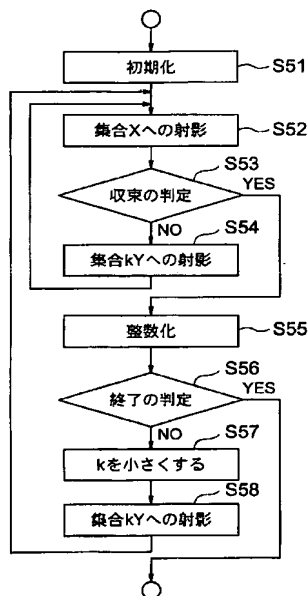 初期化
S51
集合Xへの射影
S52
S53
収束の判定
YES
NO
S54
集合kYへの射影
S55
整数化
S56
終了の判定
YES
NO
S57
kを小さくする
S58
集合kYへの射影